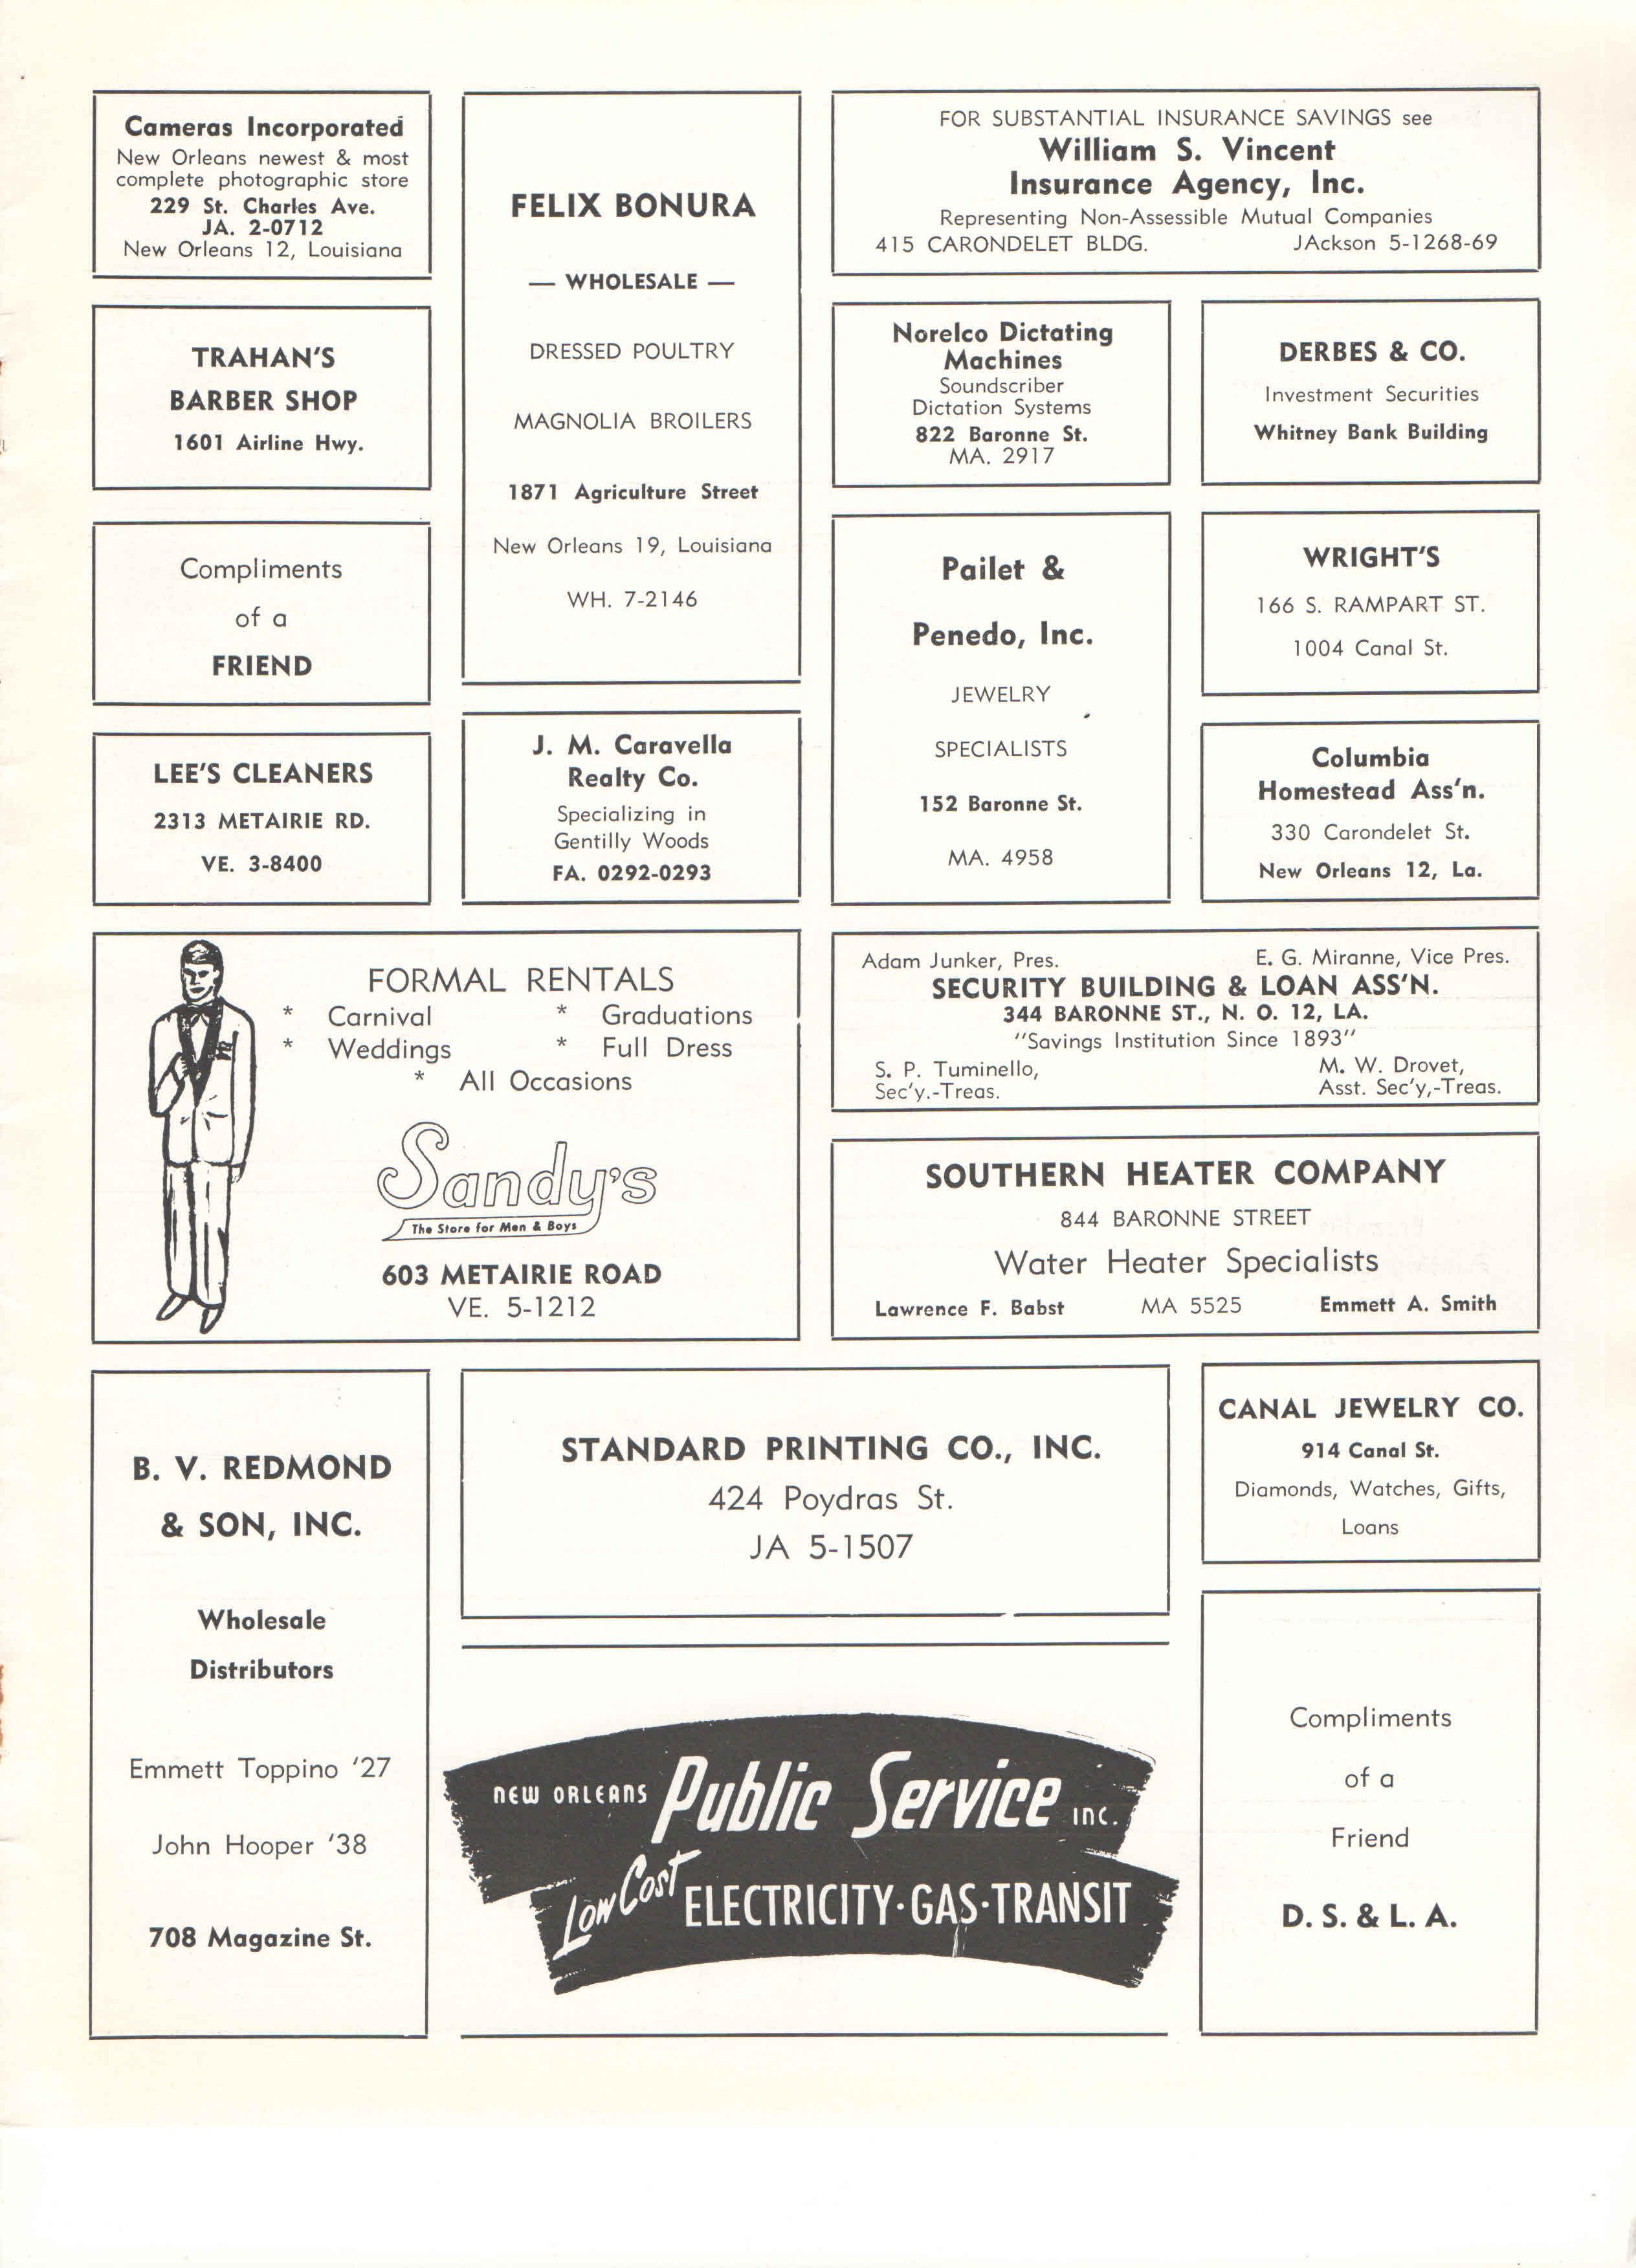 Cameras Incorporated
New Orleans newest & most
complete photographic store
229 St. Charles Ave.
JA. 2-0712
New Orleans 12, Louisiana
FELIX BONURA
— WHOLESALE —
DRESSED POULTRY
MAGNOLIA BROILERS
1871 Agriculture Street
New Orleans 19, Louisiana
WH. 7-2146
FOR SUBSTANTIAL INSURANCE SAVINGS see
William S. Vincent
Insurance Agency, Inc.
Representing Non-Assessible Mutual Companies
415 CARONDELET BLDG. JAckson 5-1268-69
TRAHAN'S
BARBER SHOP
1601 Airline Hwy.
Norelco Dictating
Machines
Soundscriber
Dictation Systems
822 Baronne St.
MA. 2917
DERBES & CO.
Investment Securities
Whitney Bank Building
Compliments
of a
FRIEND
Pailet &
Penedo, Inc.
JEWELRY
SPECIALISTS
152 Baronne St.
MA. 4958
WRIGHT'S
166 S. RAMPART ST.
1004 Canal St.
LEE'S CLEANERS
2313 METAIRIE RD.
VE. 3-8400
J. M. Caravella
Realty Co.
Specializing in
Gentilly Woods
FA. 0292-0293
Columbia
Homestead Ass'n.
330 Carondelet St.
New Orleans 12, La.
FORMAL RENTALS
* Carnival * Graduations
* Weddings * Full Dress
* All Occasions
Sandy's
The Store for Men & Boys
603 METAIRIE ROAD
VE. 5-1212
Adam Junker, Pres. E. G. Miranne, Vice Pres.
SECURITY BUILDING & LOAN ASS'N.
344 BARONNE ST., N. O. 12, LA.
"Savings Institution Since 1893"
S. P. Tuminello, M. W. Drovet,
Sec'y.-Treas. Asst. Sec'y,-Treas.
SOUTHERN HEATER COMPANY
844 BARONNE STREET
Water Heater Specialists
Lawrence F. Babst MA 5525 Emmett A. Smith
B. V. REDMOND
& SON, INC.
Wholesale
Distributors
Emmett Toppino '27
John Hooper '38
708 Magazine St.
STANDARD PRINTING CO., INC.
424 Poydras St.
JA 5-1507
CANAL JEWELRY CO.
914 Canal St.
Diamonds, Watches, Gifts,
Loans
NEW ORLEANS Public Service INC.
Low Cost ELECTRICITY·GAS·TRANSIT
Compliments
of a
Friend
D. S. & L. A.